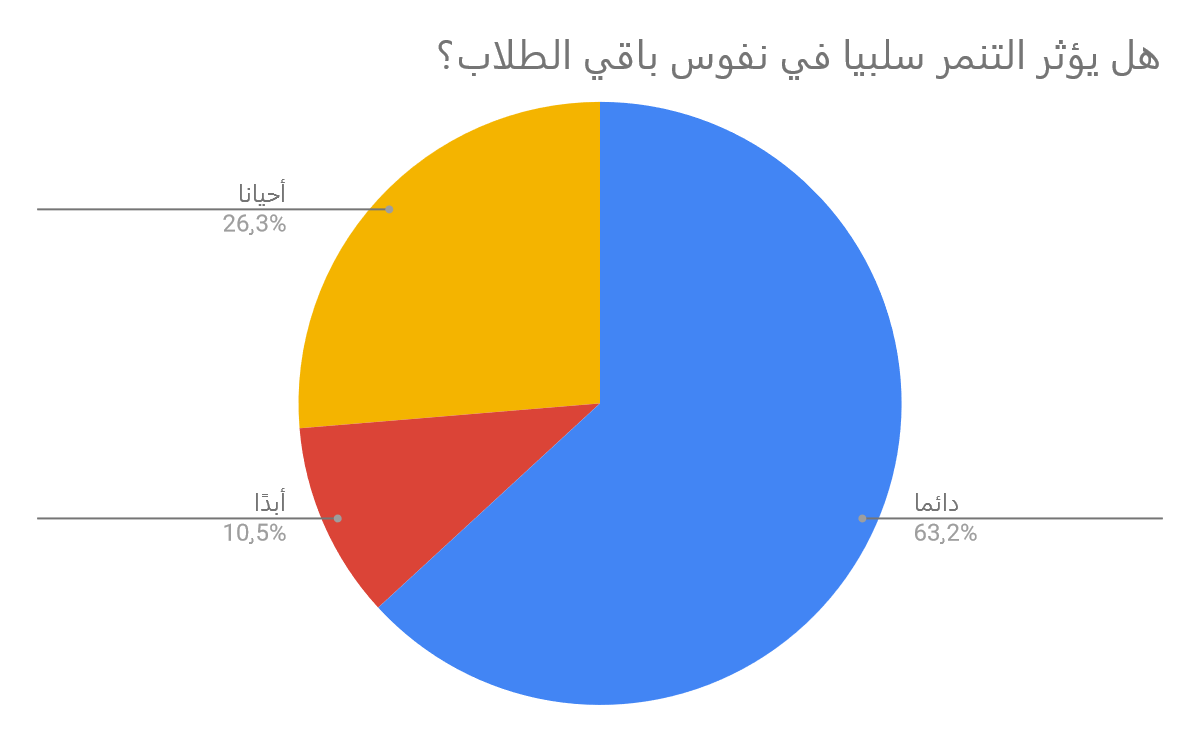 هل يؤثر التنمر سلبيا في نفوس باقي الطلاب؟
أحيانا
26,3%
أبدًا
10,5%
دائما
63,2%